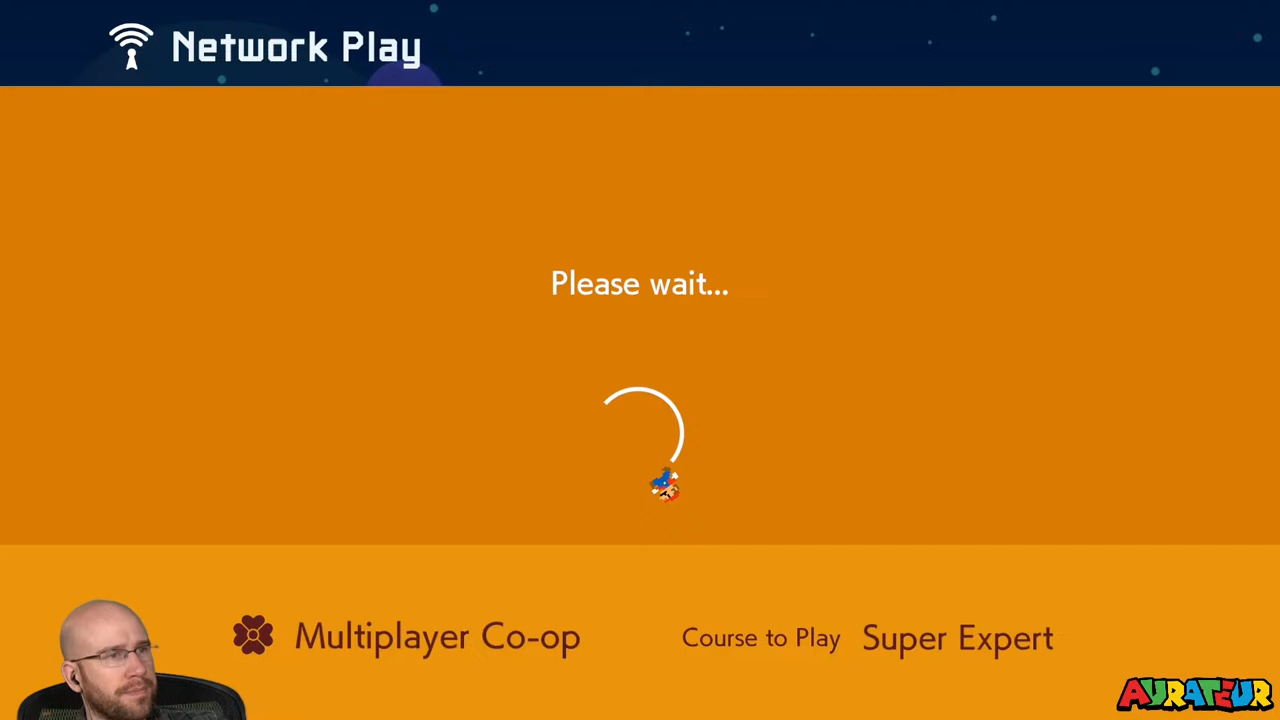 Network Play
Please wait...
Multiplayer Co-op
Course to Play Super Expert
AURATEUR